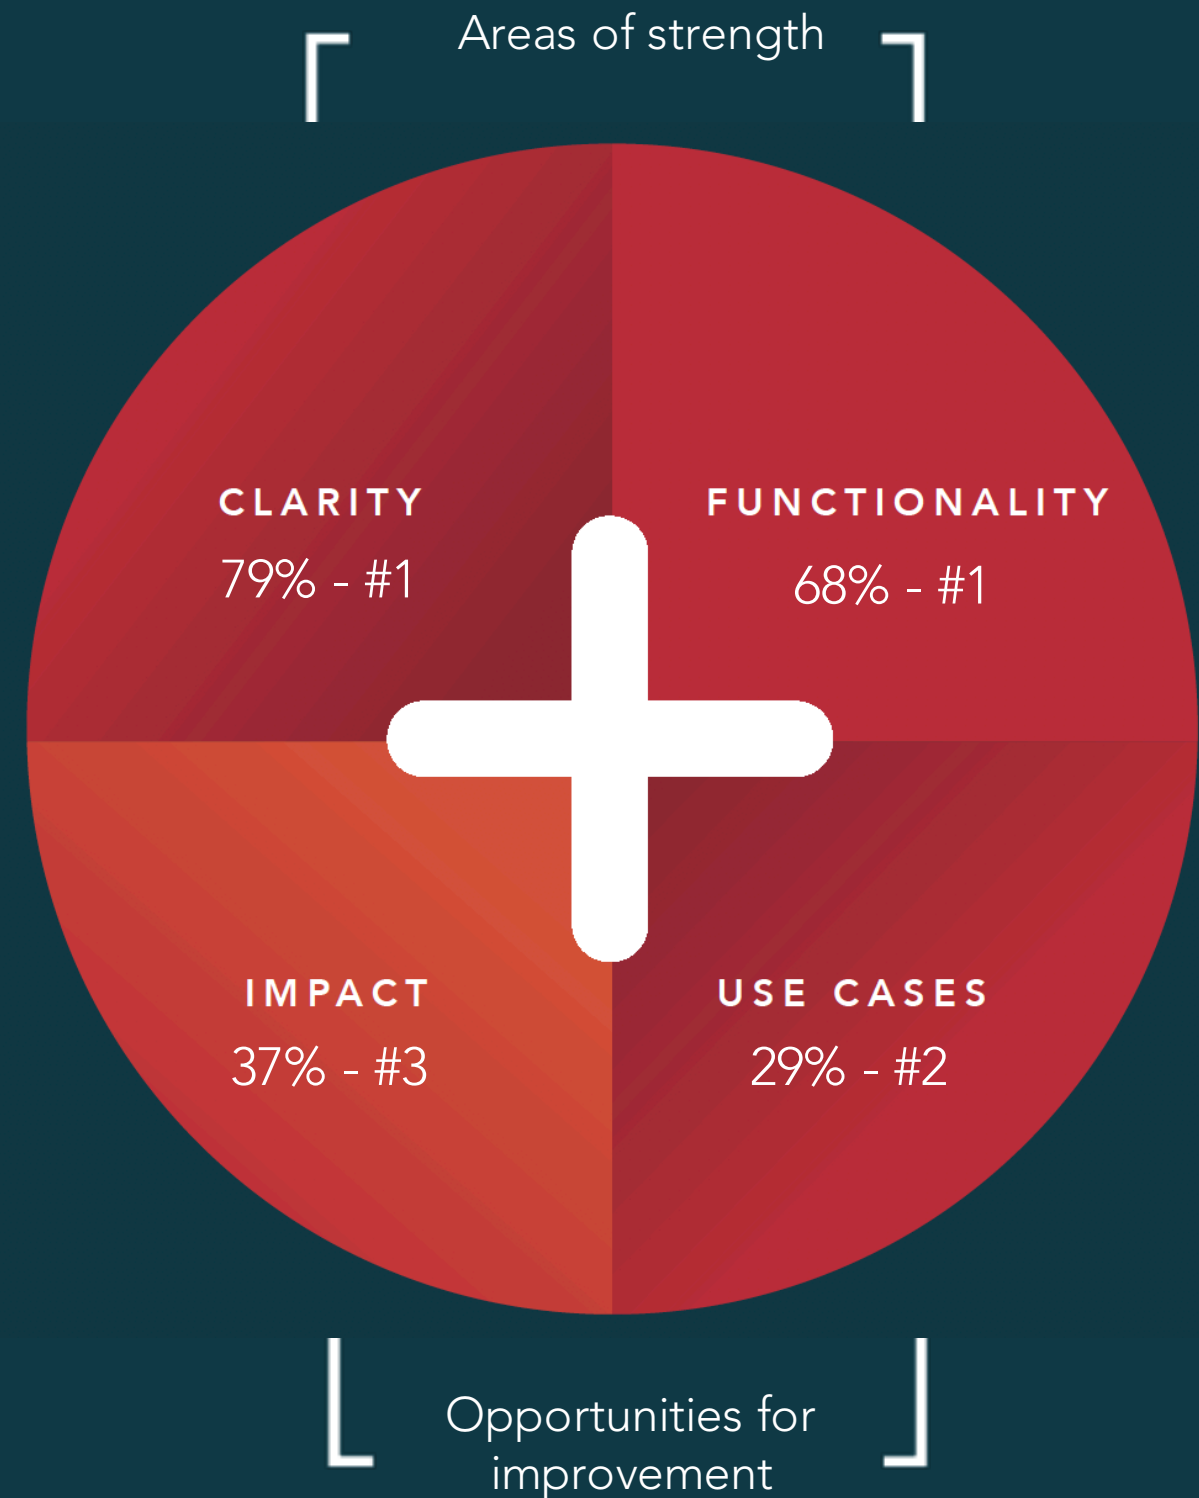 Areas of strength
CLARITY
79% - #1
FUNCTIONALITY
68% - #1
IMPACT
37% - #3
USE CASES
29% - #2
Opportunities for
improvement